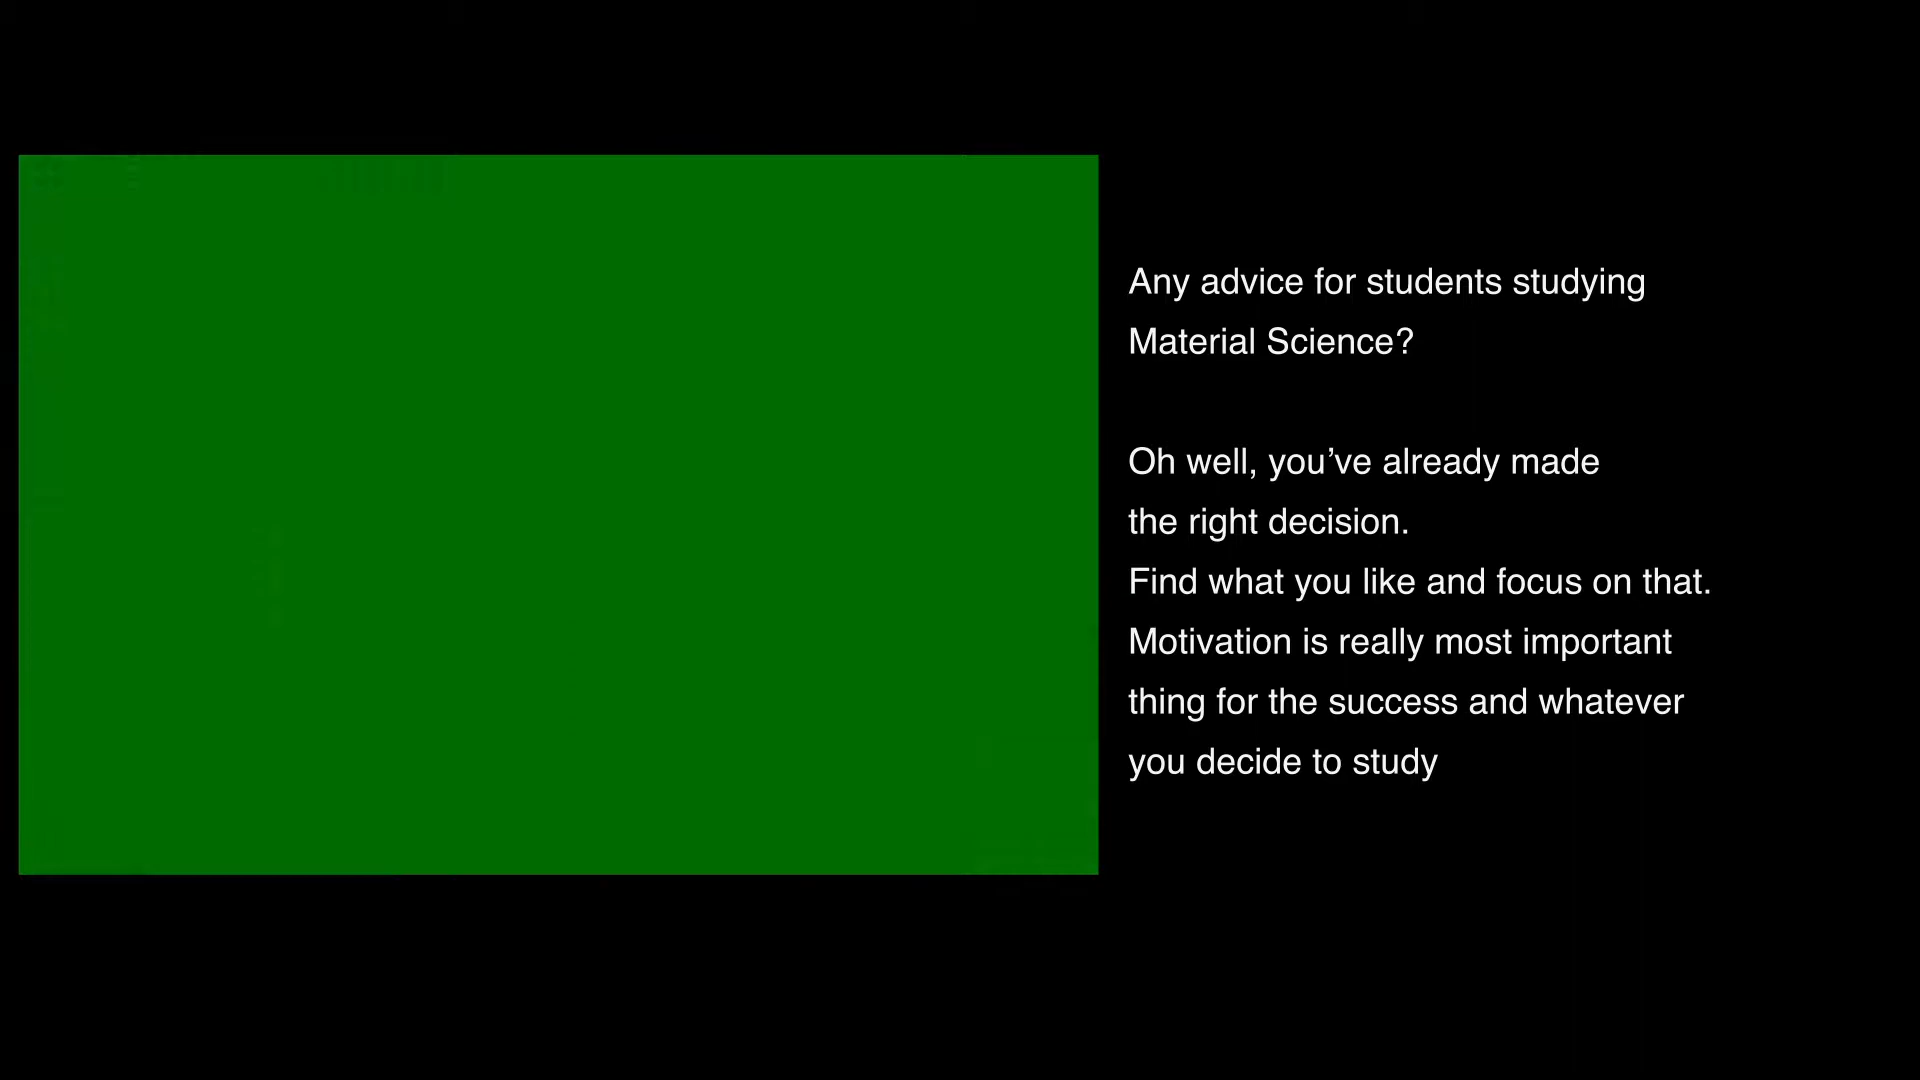 Any advice for students studying
Material Science?
Oh well, you’ve already made
the right decision.
Find what you like and focus on that.
Motivation is really most important
thing for the success and whatever
you decide to study